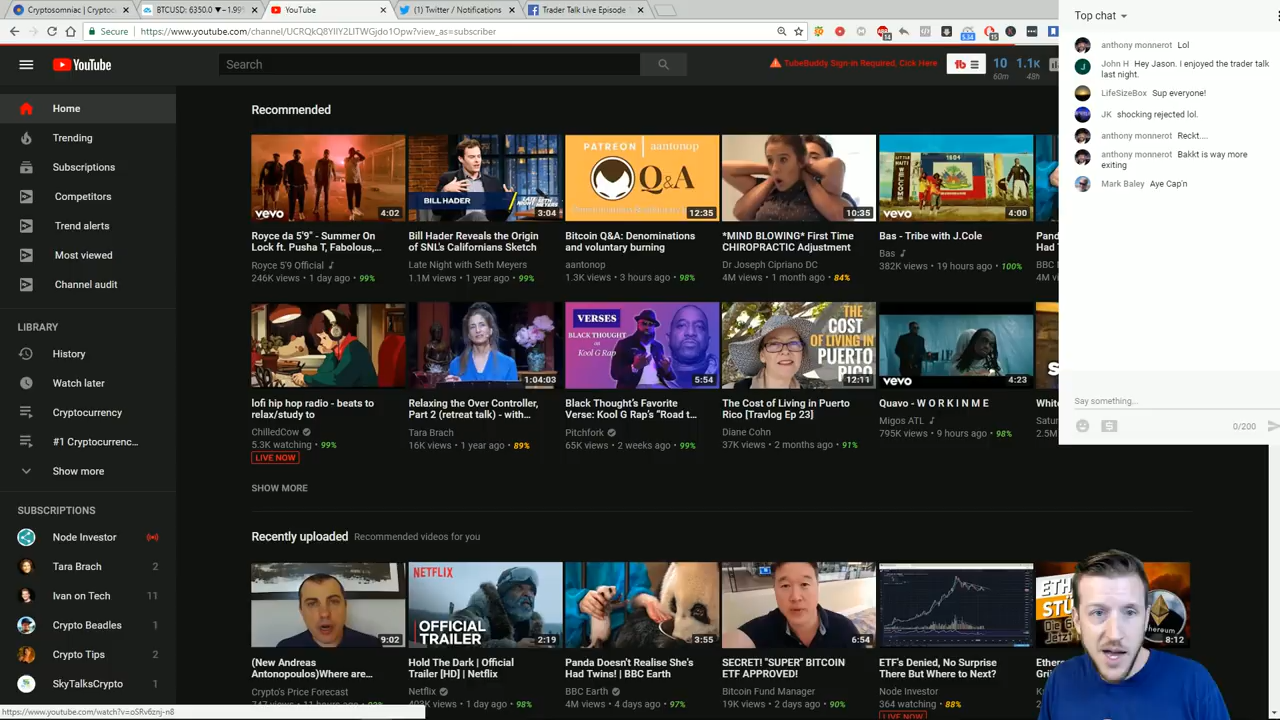 Cryptosomniac | Cryptoc
BTCUSD: 6350.0 ▼−1.99%
YouTube
(1) Twitter / Notifications
Trader Talk Live Episode 10
Secure
https://www.youtube.com/channel/UCRQkQ8YIIY2LITWGjdo1Opw?view_as=subscriber
YouTube
Search
TubeBuddy Sign-in Required, Cick Here
tb
10
60m
1.1K
48h
Home
Trending
Subscriptions
Competitors
Trend alerts
Most viewed
Channel audit
LIBRARY
History
Watch later
Cryptocurrency
#1 Cryptocurrenc...
Show more
SUBSCRIPTIONS
Node Investor
Tara Brach 2
Ivan on Tech 11
Crypto Beadles 1
Crypto Tips 2
SkyTalksCrypto 1
Recommended
vevo
4:02
Royce da 5'9" - Summer On
Lock ft. Pusha T, Fabolous,...
Royce 5'9 Official
246K views • 1 day ago • 99%
BILL HADER
3:04
Bill Hader Reveals the Origin
of SNL's Californians Sketch
Late Night with Seth Meyers
1.1M views • 1 year ago • 99%
PATREON | aantonop
Q&A
12:35
Bitcoin Q&A: Denominations
and voluntary burning
aantonop
1.3K views • 3 hours ago • 98%
10:35
*MIND BLOWING* First Time
CHIROPRACTIC Adjustment
Dr Joseph Cipriano DC
4M views • 1 month ago • 84%
1804
vevo
4:00
Bas - Tribe with J.Cole
Bas
382K views • 19 hours ago • 100%
lofi hip hop radio - beats to
relax/study to
ChilledCow
5.3K watching • 99%
LIVE NOW
1:04:03
Relaxing the Over Controller,
Part 2 (retreat talk) - with...
Tara Brach
16K views • 1 year ago • 89%
VERSES
BLACK THOUGHT
on
Kool G Rap
5:54
Black Thought's Favorite
Verse: Kool G Rap's "Road t...
Pitchfork
65K views • 2 weeks ago • 99%
THE
COST
OF LIVING IN
PUERTO
RICO
12:11
The Cost of Living in Puerto
Rico [Travlog Ep 23]
Diane Cohn
37K views • 2 months ago • 91%
vevo
4:23
Quavo - W O R K I N M E
Migos ATL
795K views • 9 hours ago • 98%
SHOW MORE
Recently uploaded Recommended videos for you
9:02
(New Andreas
Antonopoulos)Where are...
Crypto's Price Forecast
NETFLIX
OFFICIAL
TRAILER
2:19
Hold The Dark | Official
Trailer [HD] | Netflix
Netflix
3:55
Panda Doesn't Realise She's
Had Twins! | BBC Earth
BBC Earth
4M views • 4 days ago • 97%
6:54
SECRET! "SUPER" BITCOIN
ETF APPROVED!
Bitcoin Fund Manager
19K views • 2 days ago • 90%
ETF's Denied, No Surprise
There But Where to Next?
Node Investor
364 watching • 88%
LIVE NOW
8:12
https://www.youtube.com/watch?v=aSRv6znj-n8
Top chat
anthony monnerot Lol
John H Hey Jason. I enjoyed the trader talk
last night.
LifeSizeBox Sup everyone!
JK shocking rejected lol.
anthony monnerot Reckt....
anthony monnerot Bakkt is way more
exiting
Mark Baley Aye Cap'n
Say something...
0/200